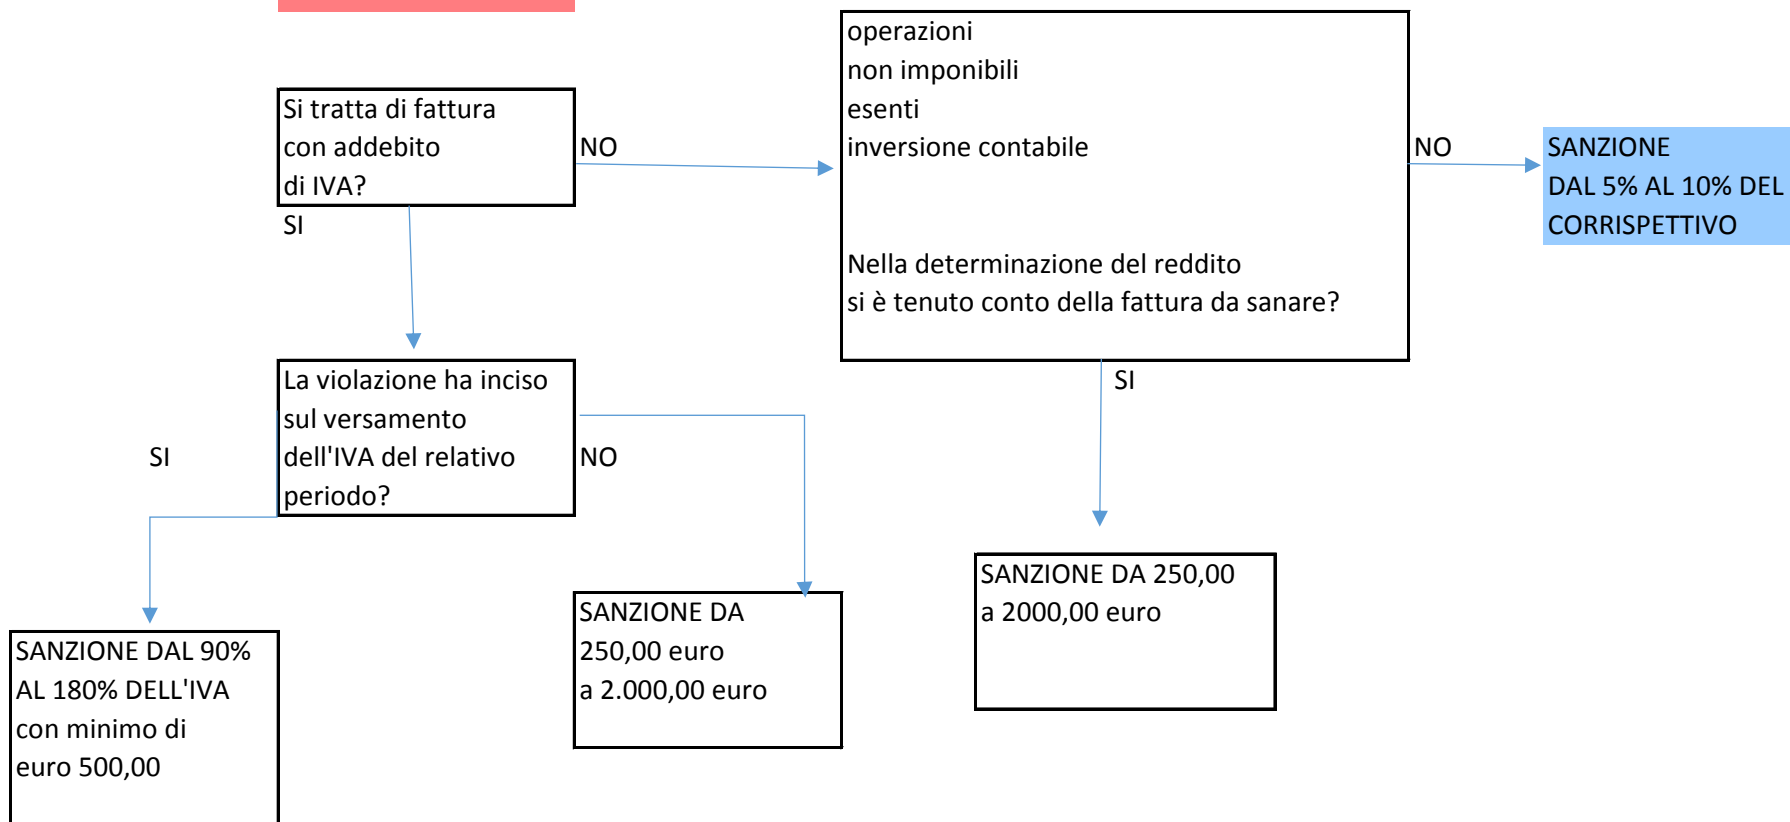 Si tratta di fattura
con addebito
di IVA?
NO
SI
operazioni
non imponibili
esenti
inversione contabile
Nella determinazione del reddito
si è tenuto conto della fattura da sanare?
NO
SANZIONE
DAL 5% AL 10% DEL
CORRISPETTIVO
SI
La violazione ha inciso
sul versamento
dell'IVA del relativo
periodo?
SI
NO
SANZIONE DAL 90%
AL 180% DELL'IVA
con minimo di
euro 500,00
SANZIONE DA
250,00 euro
a 2.000,00 euro
SANZIONE DA 250,00
a 2000,00 euro